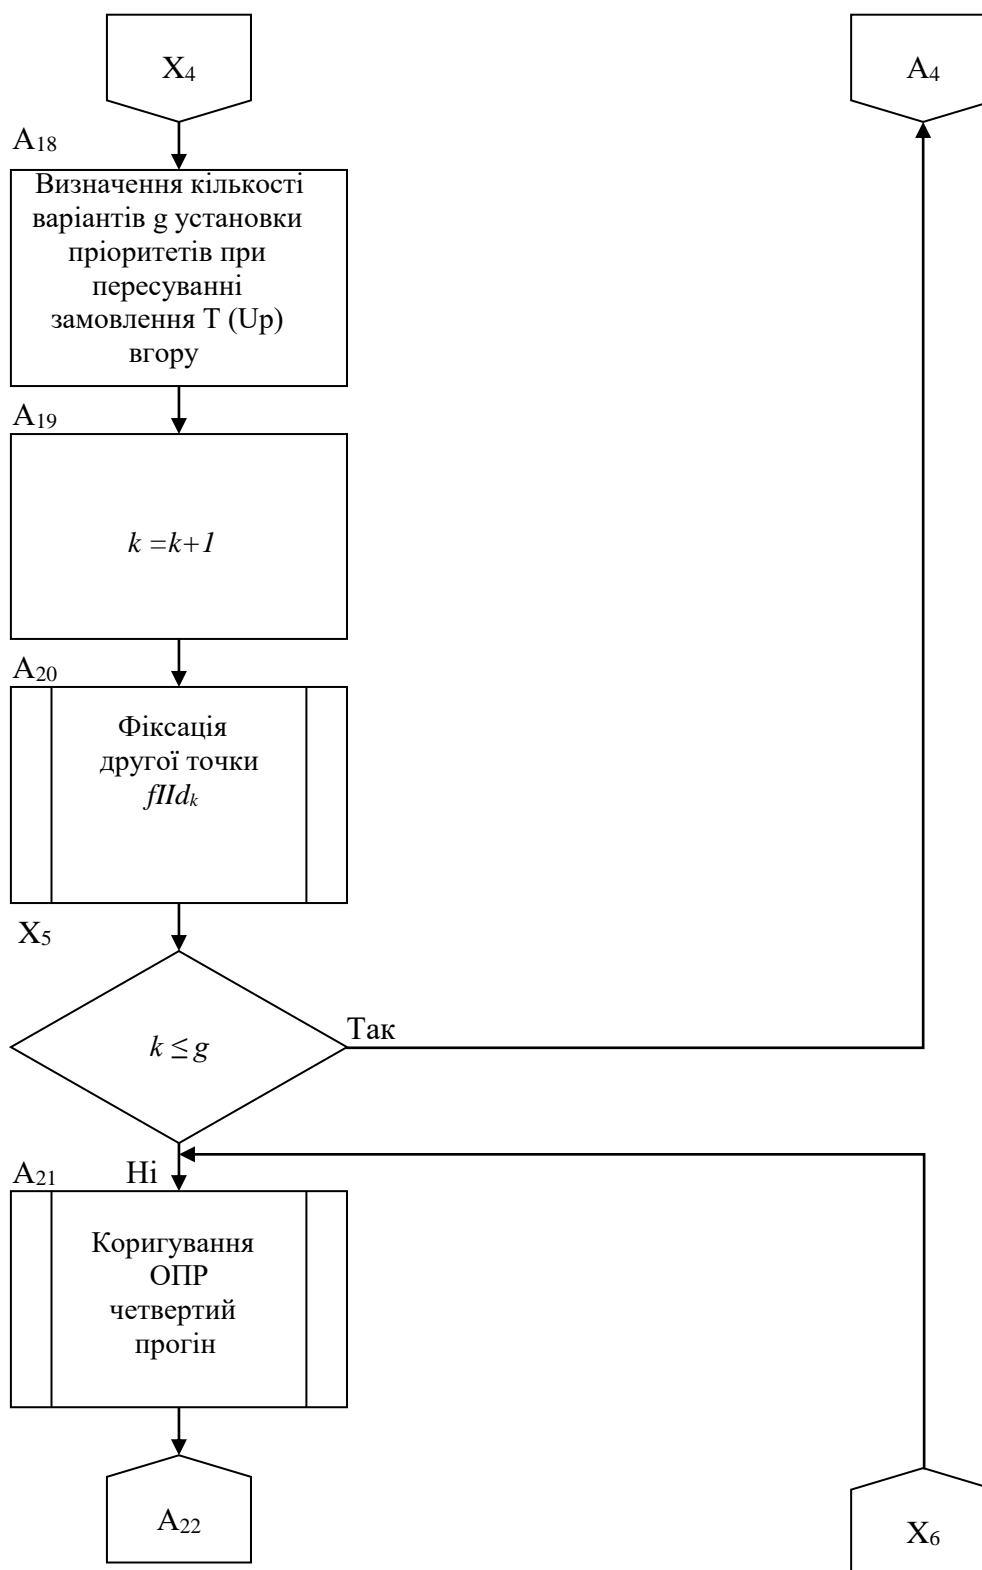 X4
A4
A18
Визначення кількості
варіантів g установки
пріоритетів при
пересуванні
замовлення Т (Up)
вгору
A19
k =k+1
A20
Фіксація
другої точки
fIIdk
X5
k ≤ g
Так
A21
Ні
Коригування
ОПР
четвертий
прогін
A22
X6